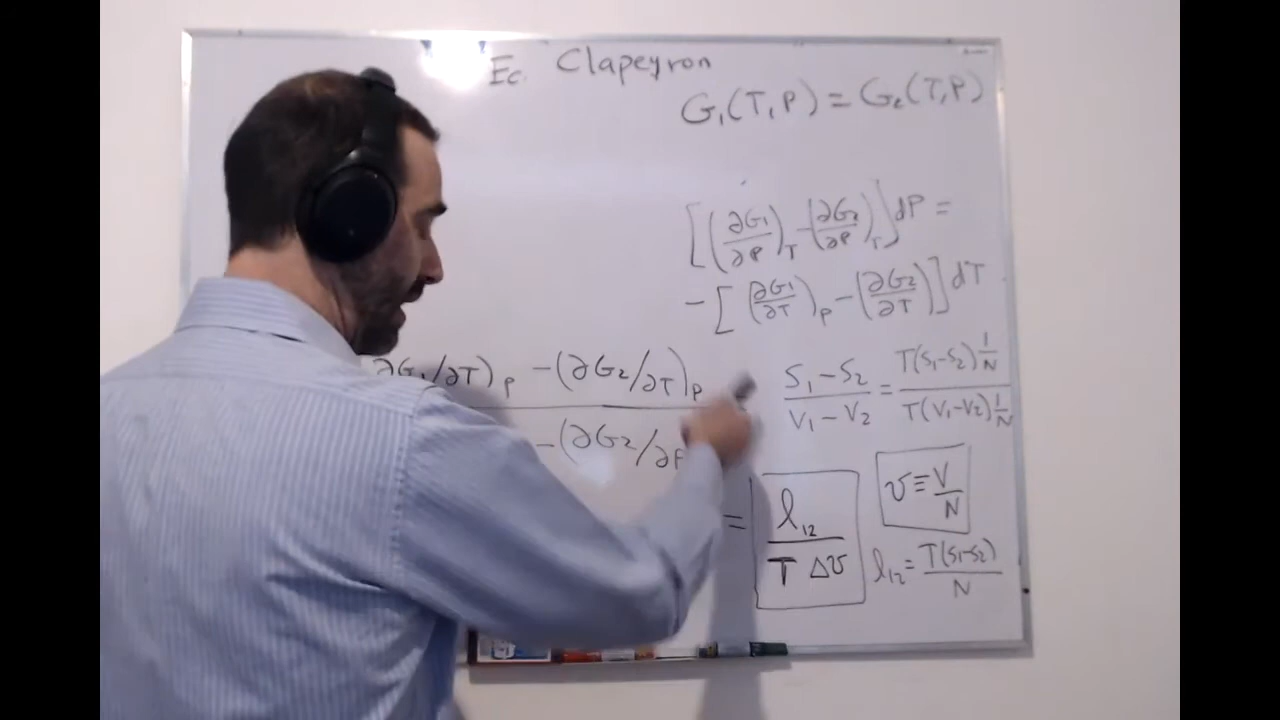 Ec. Clapeyron
G₁(T,P) = G₂(T,P)
[(∂G₁/∂P)_T - (∂G₂/∂P)_T] dP =
- [(∂G₁/∂T)_P - (∂G₂/∂T)] dT
∂G₁/∂T)_P - (∂G₂/∂T)_P
- (∂G₂/∂P
S₁-S₂ / V₁-V₂ = T(S₁-S₂) 1/N / T(V₁-V₂) 1/N
= l₁₂ / T Δv
v ≡ V/N
l₁₂ = T(S₁-S₂) / N